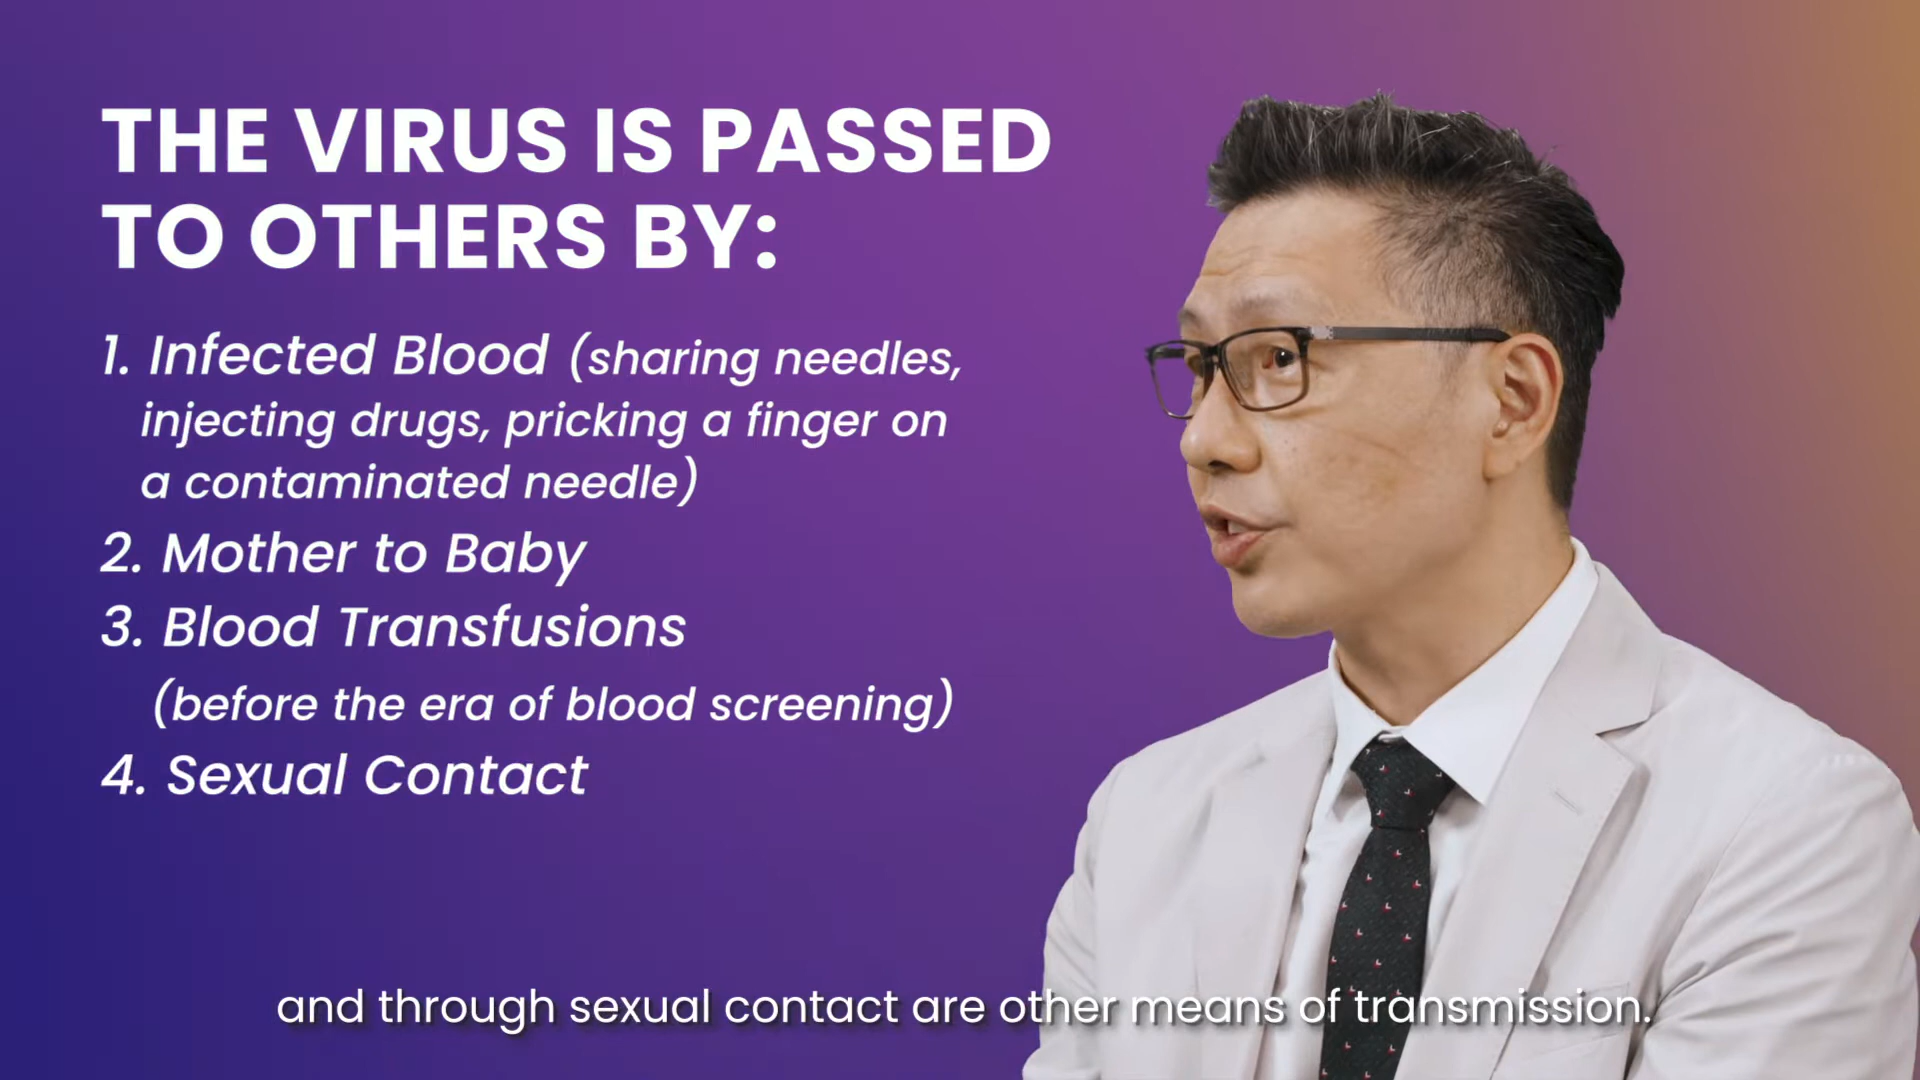 THE VIRUS IS PASSED
TO OTHERS BY:
1. Infected Blood (sharing needles,
injecting drugs, pricking a finger on
a contaminated needle)
2. Mother to Baby
3. Blood Transfusions
(before the era of blood screening)
4. Sexual Contact
and through sexual contact are other means of transmission.